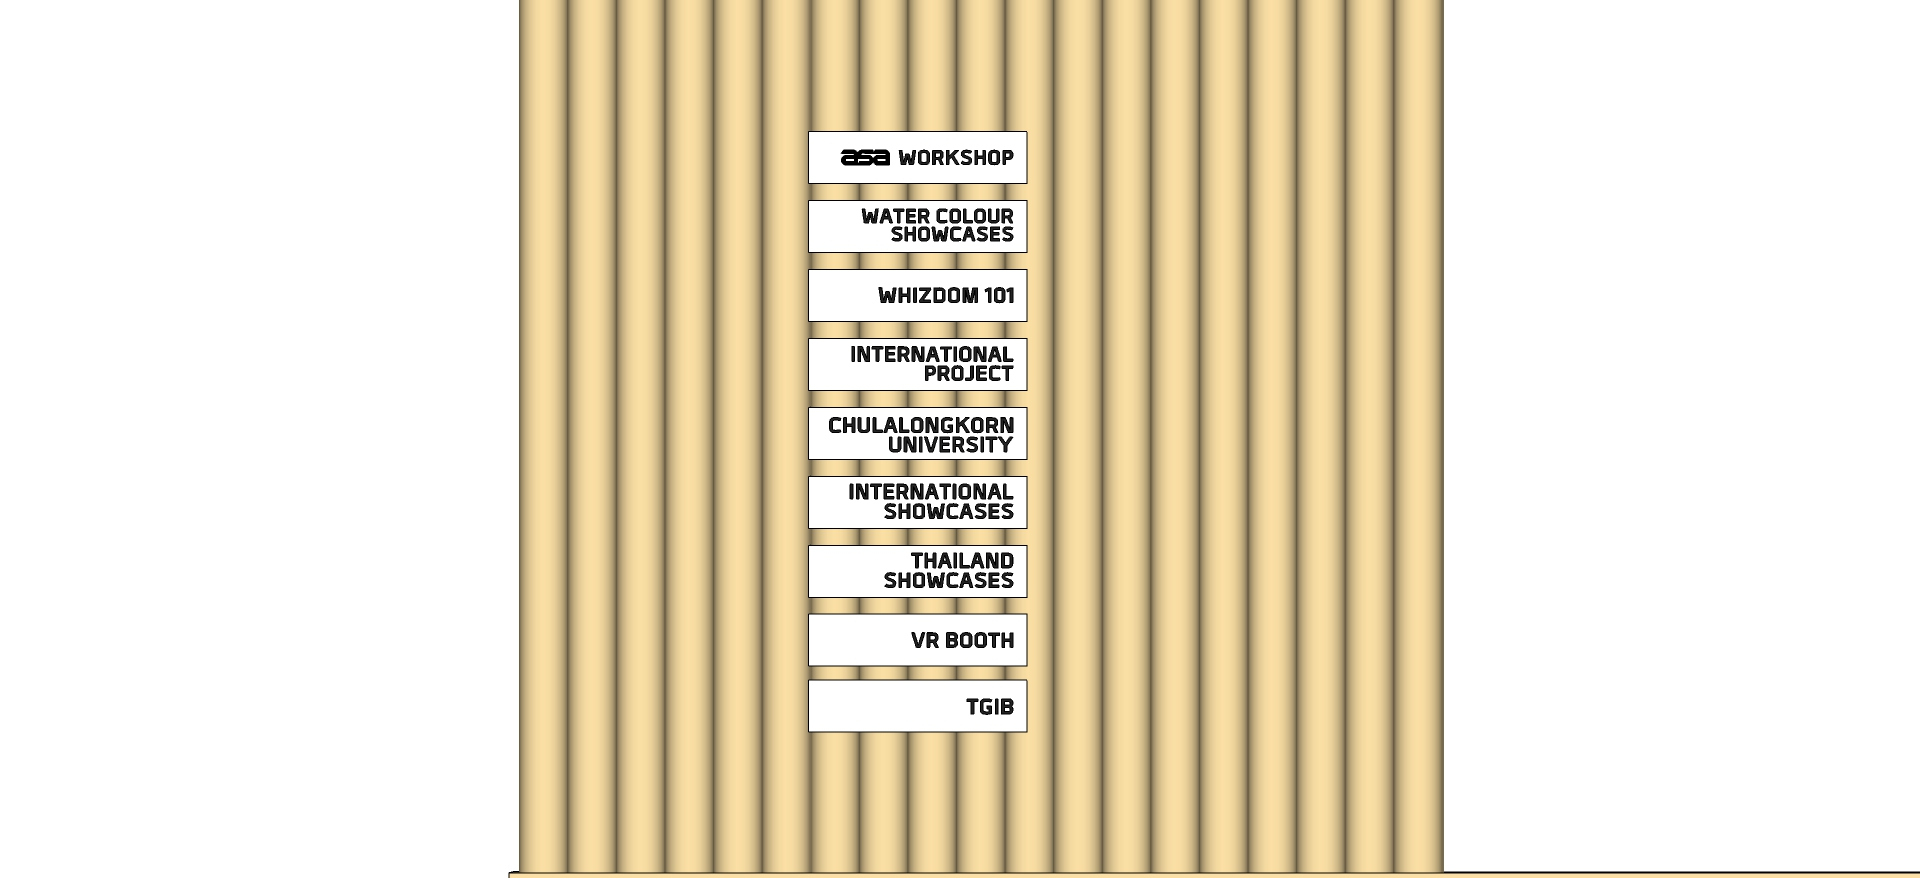 asa WORKSHOP
WATER COLOUR
SHOWCASES
WHIZDOM 101
INTERNATIONAL
PROJECT
CHULALONGKORN
UNIVERSITY
INTERNATIONAL
SHOWCASES
THAILAND
SHOWCASES
VR BOOTH
TGIB